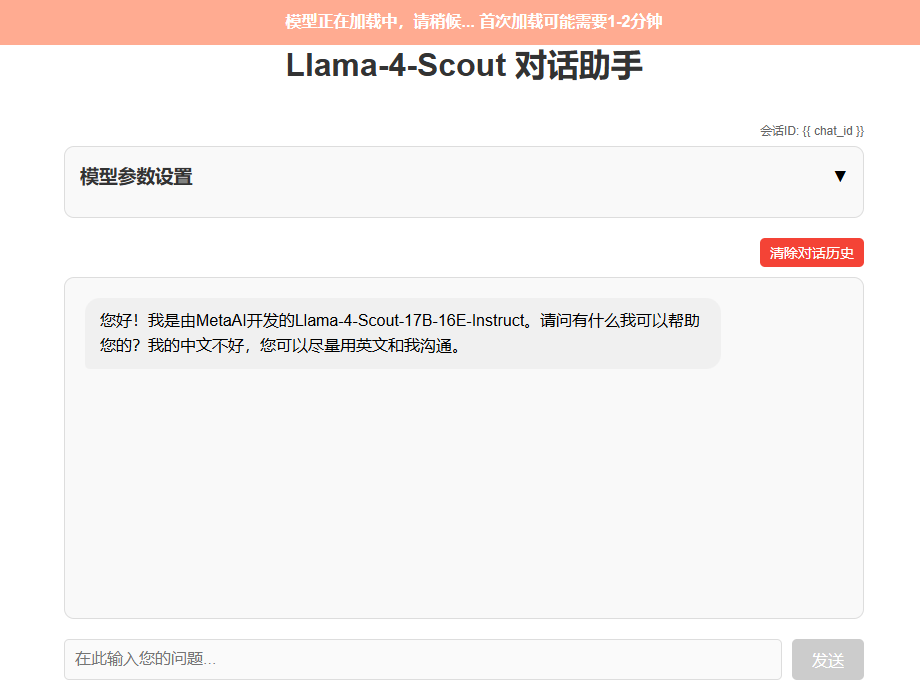 模型正在加载中，请稍候... 首次加载可能需要1-2分钟
Llama-4-Scout 对话助手
会话ID: {{ chat_id }}
模型参数设置 ▼
清除对话历史
您好！我是由MetaAI开发的Llama-4-Scout-17B-16E-Instruct。请问有什么我可以帮助
您的？我的中文不好，您可以尽量用英文和我沟通。
在此输入您的问题...
发送